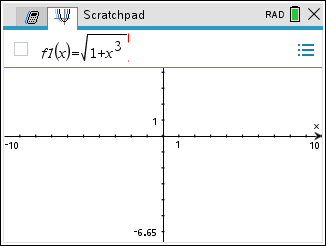 Scratchpad RAD
f1(x)=√(1+x³)
1
x
-10 1 10
-6.65